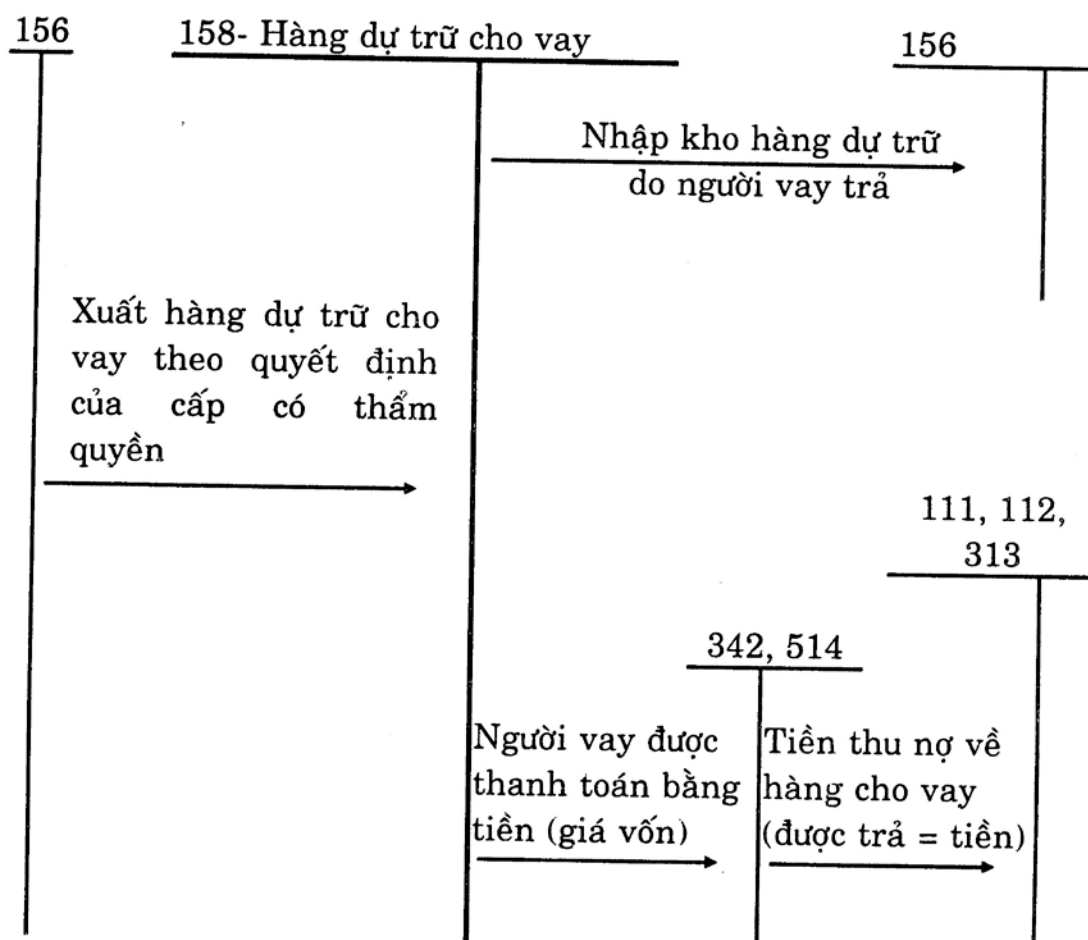 156
158- Hàng dự trữ cho vay
156
Nhập kho hàng dự trữ
do người vay trả
Xuất hàng dự trữ cho
vay theo quyết định
của cấp có thẩm
quyền
111, 112,
313
342, 514
Người vay được
thanh toán bằng
tiền (giá vốn)
Tiền thu nợ về
hàng cho vay
(được trả = tiền)